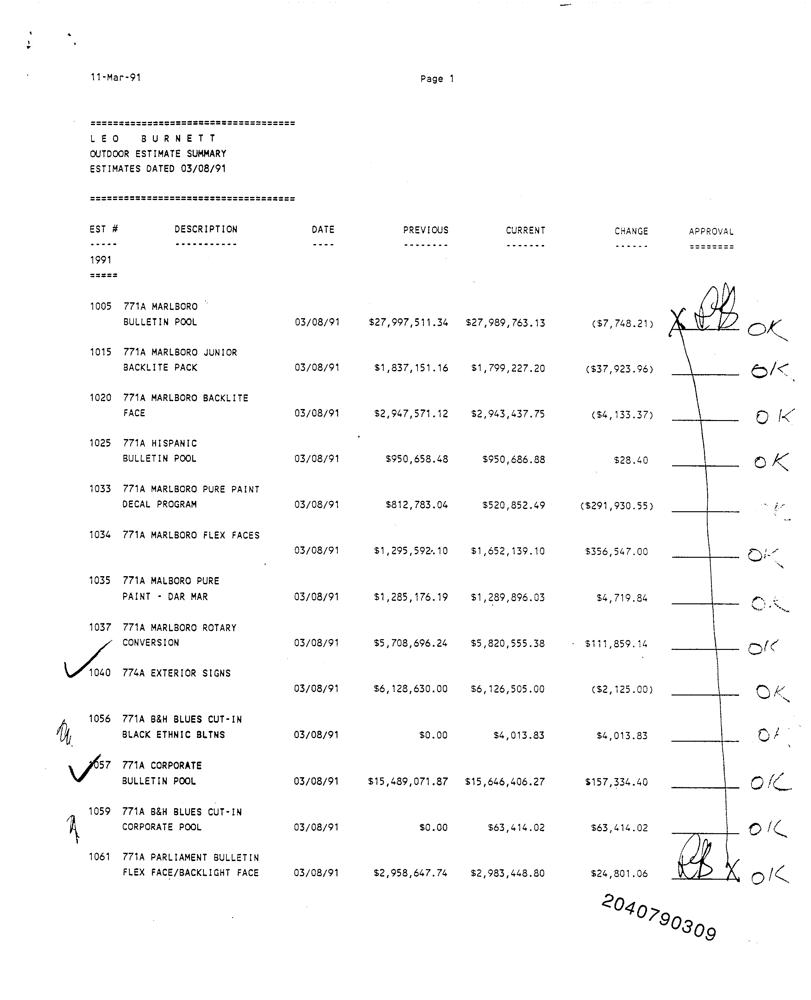 11-Mar-91 Page 1
====================================
L E O B U R N E T T
OUTDOOR ESTIMATE SUMMARY
ESTIMATES DATED 03/08/91
====================================
EST # DESCRIPTION DATE PREVIOUS CURRENT CHANGE APPROVAL
----- ----------- ---- -------- ------- ------ ========
1991
=====
1005 771A MARLBORO
BULLETIN POOL 03/08/91 $27,997,511.34 $27,989,763.13 ($7,748.21) X RB OK
1015 771A MARLBORO JUNIOR
BACKLITE PACK 03/08/91 $1,837,151.16 $1,799,227.20 ($37,923.96) OK
1020 771A MARLBORO BACKLITE
FACE 03/08/91 $2,947,571.12 $2,943,437.75 ($4,133.37) OK
1025 771A HISPANIC
BULLETIN POOL 03/08/91 $950,658.48 $950,686.88 $28.40 OK
1033 771A MARLBORO PURE PAINT
DECAL PROGRAM 03/08/91 $812,783.04 $520,852.49 ($291,930.55)
1034 771A MARLBORO FLEX FACES
03/08/91 $1,295,592.10 $1,652,139.10 $356,547.00 OK
1035 771A MALBORO PURE
PAINT - DAR MAR 03/08/91 $1,285,176.19 $1,289,896.03 $4,719.84 OK
1037 771A MARLBORO ROTARY
CONVERSION 03/08/91 $5,708,696.24 $5,820,555.38 $111,859.14 OK
1040 774A EXTERIOR SIGNS
03/08/91 $6,128,630.00 $6,126,505.00 ($2,125.00) OK
1056 771A B&H BLUES CUT-IN
BLACK ETHNIC BLTNS 03/08/91 $0.00 $4,013.83 $4,013.83 OK
1057 771A CORPORATE
BULLETIN POOL 03/08/91 $15,489,071.87 $15,646,406.27 $157,334.40 OK
1059 771A B&H BLUES CUT-IN
CORPORATE POOL 03/08/91 $0.00 $63,414.02 $63,414.02 OK
1061 771A PARLIAMENT BULLETIN
FLEX FACE/BACKLIGHT FACE 03/08/91 $2,958,647.74 $2,983,448.80 $24,801.06 RB X OK
2040790309